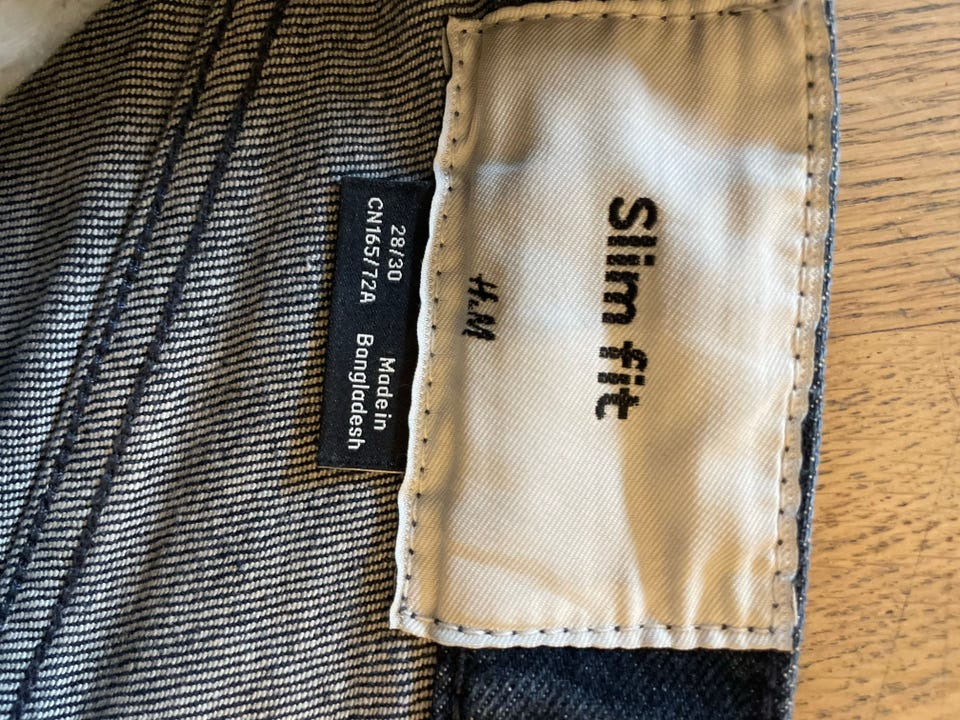 Slim fit
H&M
28/30
CN165/72A
Made in
Bangladesh